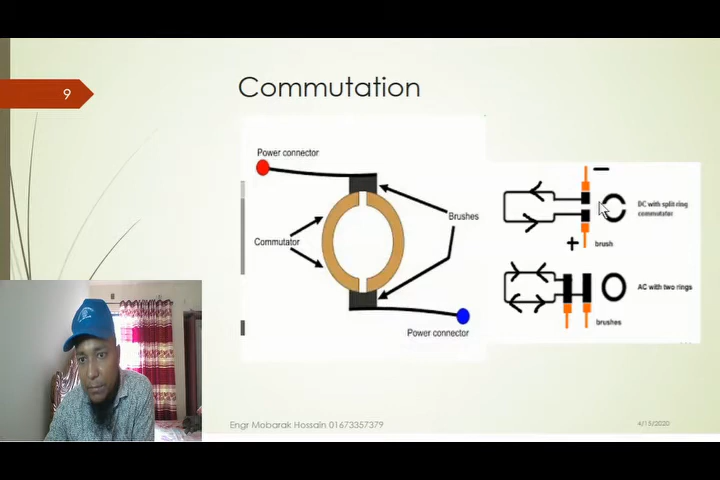 9
Commutation
Power connector
Commutator
Brushes
Power connector
−
DC with split ring
commutator
+
brush
AC with two rings
brushes
Engr Mobarak Hossain 01673357379
4/15/2020